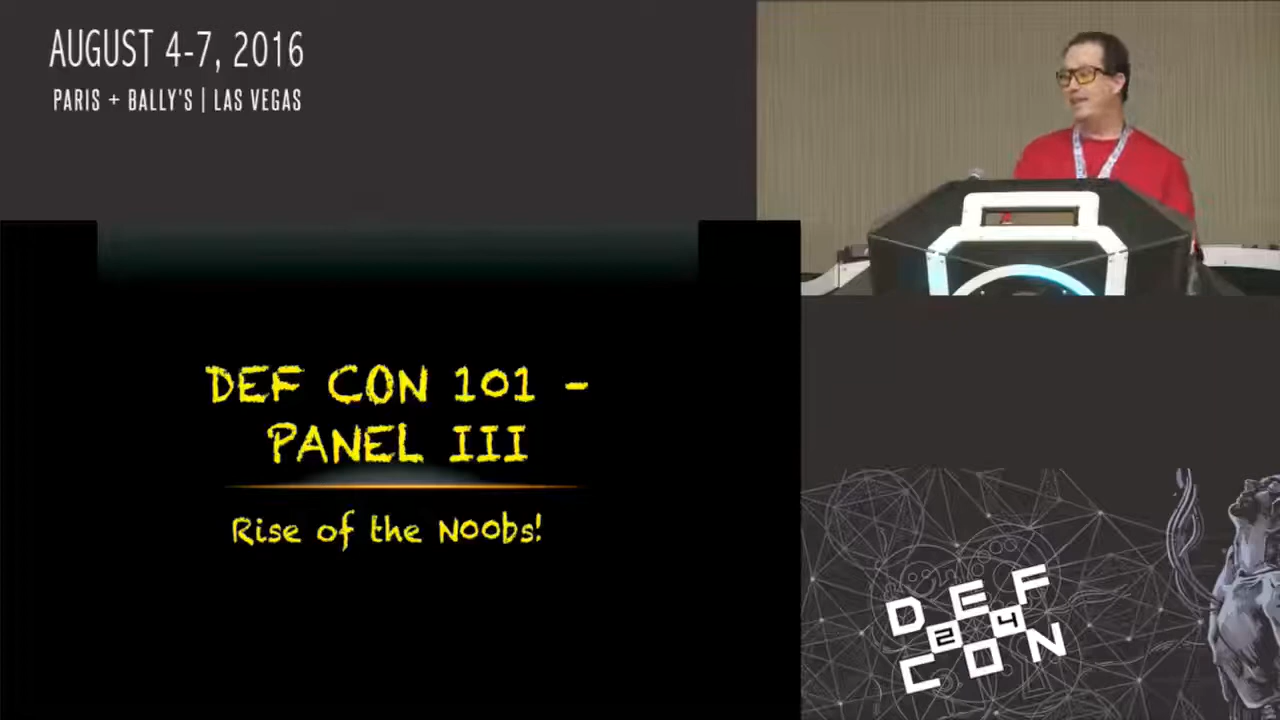 AUGUST 4-7, 2016
PARIS + BALLY'S | LAS VEGAS
DEF CON 101 -
PANEL III
Rise of the Noobs!
DEF
24
CON